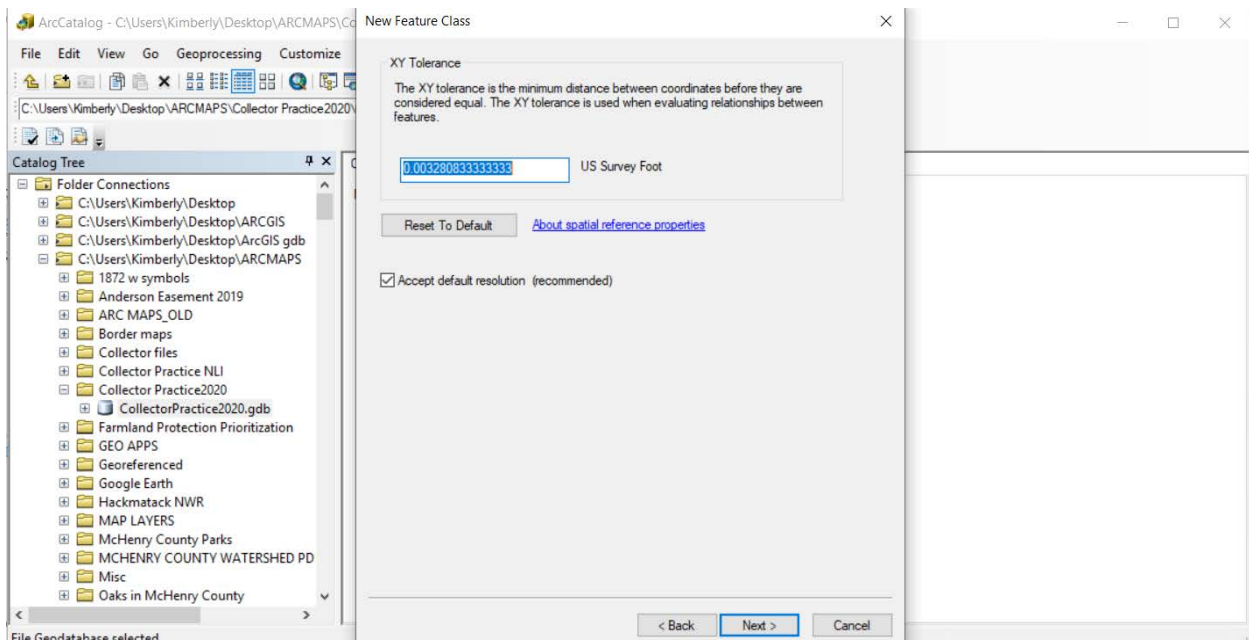 ArcCatalog - C:\Users\Kimberly\Desktop\ARCMAPS\Co
File Edit View Go Geoprocessing Customize
C:\Users\Kimberly\Desktop\ARCMAPS\Collector Practice2020\
Catalog Tree
Folder Connections
C:\Users\Kimberly\Desktop
C:\Users\Kimberly\Desktop\ARCGIS
C:\Users\Kimberly\Desktop\ArcGIS gdb
C:\Users\Kimberly\Desktop\ARCMAPS
1872 w symbols
Anderson Easement 2019
ARC MAPS_OLD
Border maps
Collector files
Collector Practice NLI
Collector Practice2020
CollectorPractice2020.gdb
Farmland Protection Prioritization
GEO APPS
Georeferenced
Google Earth
Hackmatack NWR
MAP LAYERS
McHenry County Parks
MCHENRY COUNTY WATERSHED PD
Misc
Oaks in McHenry County
File Geodatabase selected
New Feature Class
XY Tolerance
The XY tolerance is the minimum distance between coordinates before they are
considered equal. The XY tolerance is used when evaluating relationships between
features.
0.003280833333333 US Survey Foot
Reset To Default About spatial reference properties
Accept default resolution (recommended)
< Back Next > Cancel